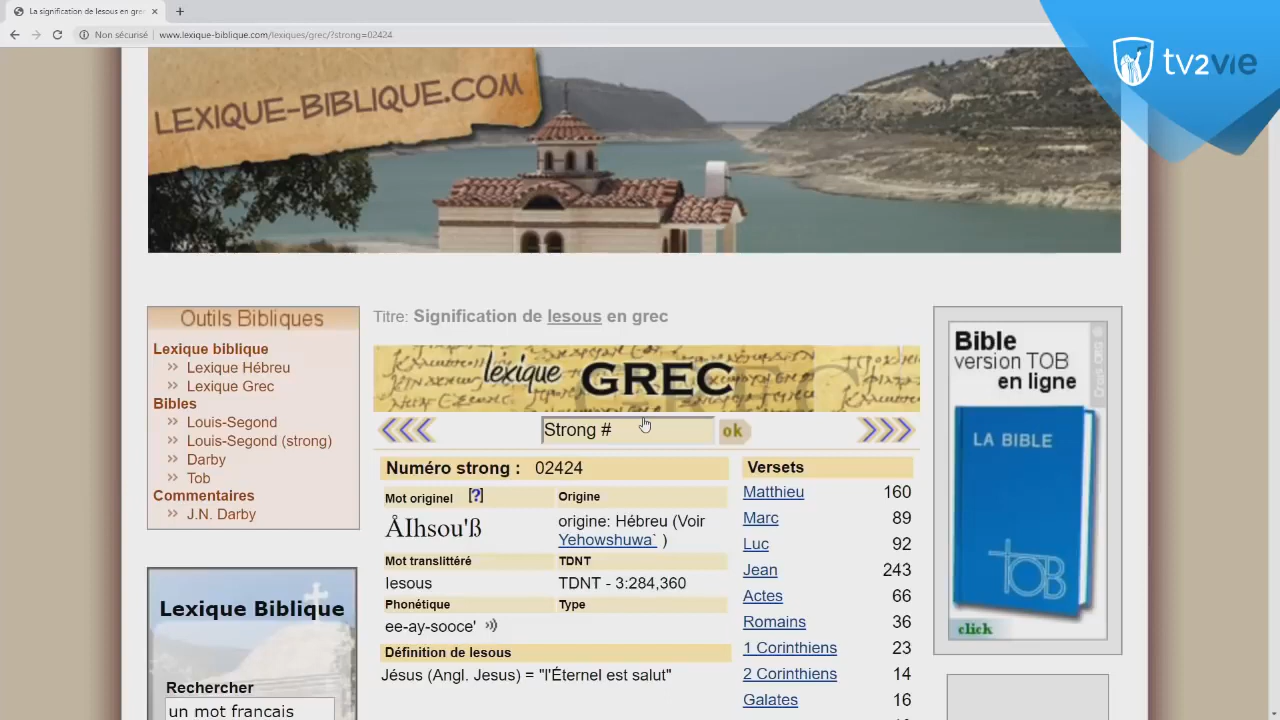 La signification de Iesous en gre
Non sécurisé
www.lexique-biblique.com/lexiques/grec/?strong=02424
tv2vie
LEXIQUE-BIBLIQUE.COM
Outils Bibliques
Lexique biblique
Lexique Hébreu
Lexique Grec
Bibles
Louis-Segond
Louis-Segond (strong)
Darby
Tob
Commentaires
J.N. Darby
Lexique Biblique
Rechercher
un mot francais
Titre: Signification de Iesous en grec
lexique GREC
Strong #
ok
Numéro strong : 02424
Mot originel [?]
Origine
ÅIhsou'ß
origine: Hébreu (Voir
Yehowshuwa` )
Mot translittéré
TDNT
Iesous
TDNT - 3:284,360
Phonétique
Type
ee-ay-sooce'
Définition de Iesous
Jésus (Angl. Jesus) = "l'Éternel est salut"
Versets
Matthieu 160
Marc 89
Luc 92
Jean 243
Actes 66
Romains 36
1 Corinthiens 23
2 Corinthiens 14
Galates 16
Bible
version TOB
en ligne
LA BIBLE
TOB
click